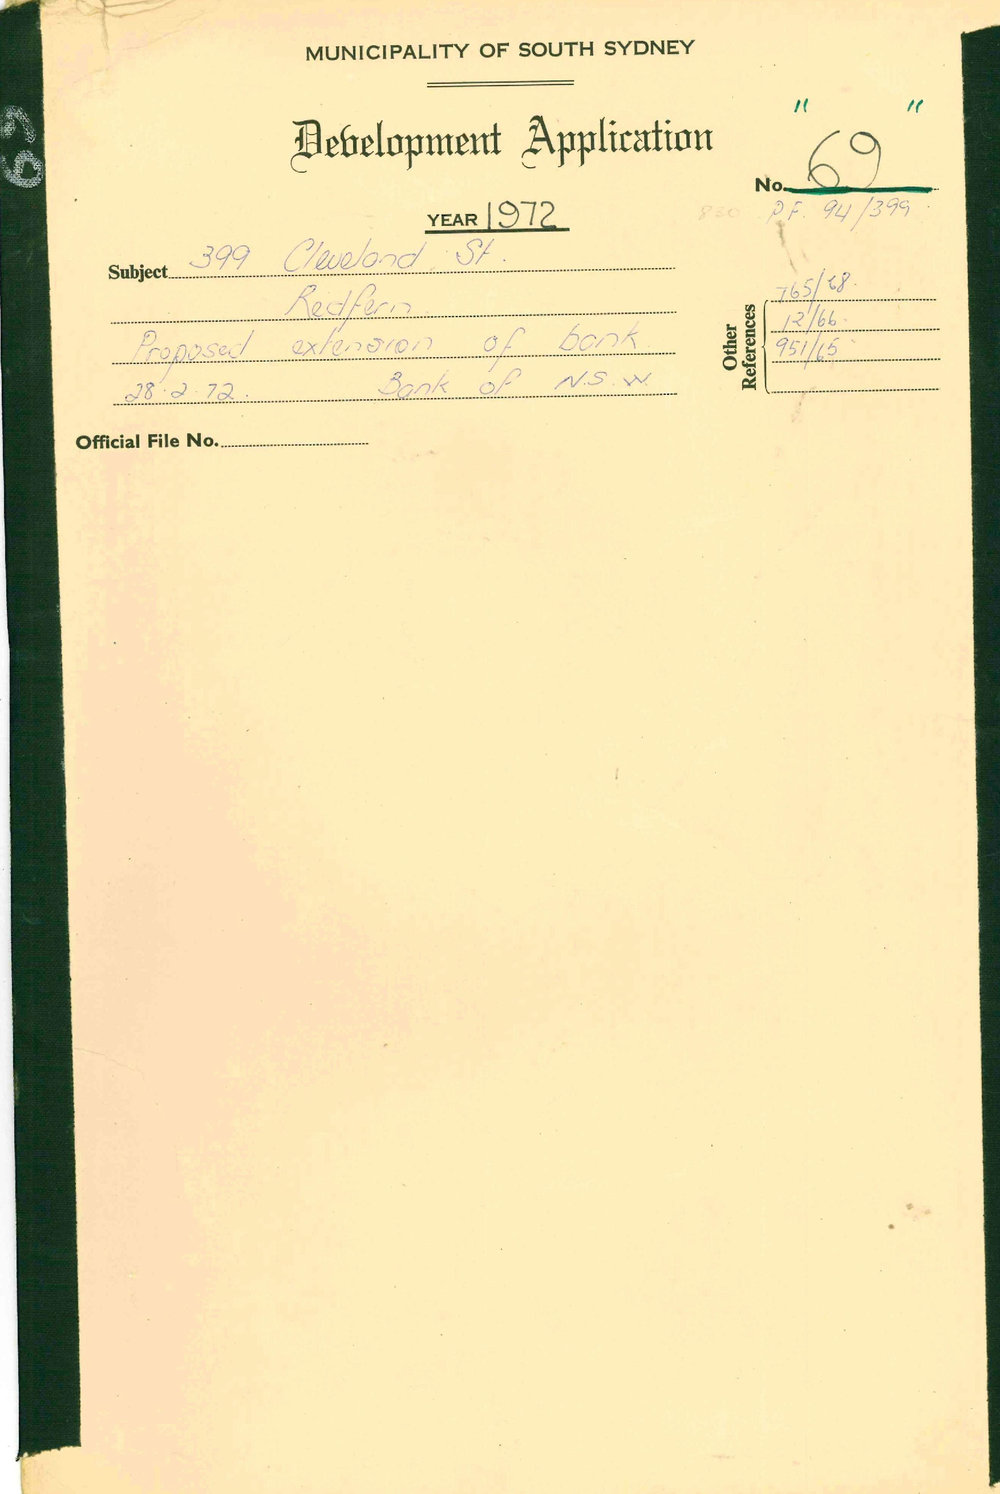 MUNICIPALITY OF SOUTH SYDNEY
Development Application
" "
No. 69
P.F. 94/399
YEAR 1972
Subject 399 Cleveland St.
Redfern
Proposed extension of bank
28.2.72. Bank of N.S.W.
Other References
765/68.
12/66.
951/65
Official File No.
69